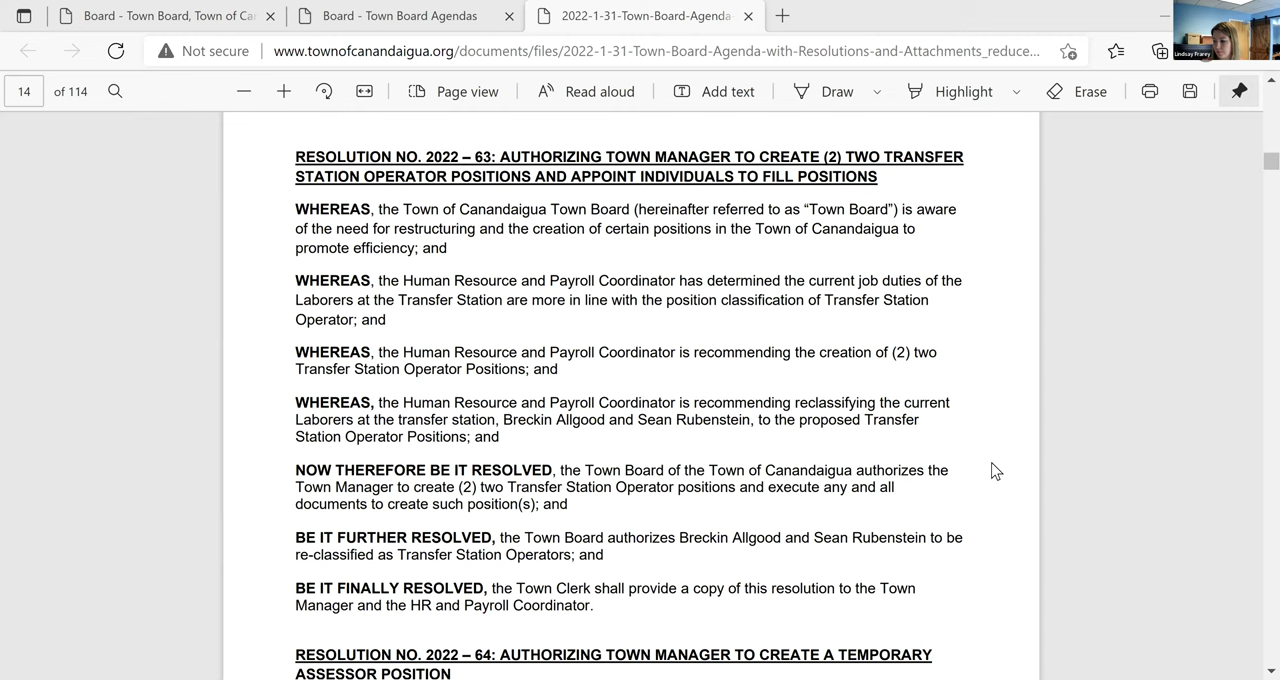 Board - Town Board, Town of Ca
Board - Town Board Agendas
2022-1-31-Town-Board-Agenda-
Not secure
www.townofcanandaigua.org/documents/files/2022-1-31-Town-Board-Agenda-with-Resolutions-and-Attachments_reduce...
Lindsay Frarey
14 of 114
Page view
Read aloud
Add text
Draw
Highlight
Erase
RESOLUTION NO. 2022 – 63: AUTHORIZING TOWN MANAGER TO CREATE (2) TWO TRANSFER
STATION OPERATOR POSITIONS AND APPOINT INDIVIDUALS TO FILL POSITIONS
WHEREAS, the Town of Canandaigua Town Board (hereinafter referred to as “Town Board”) is aware
of the need for restructuring and the creation of certain positions in the Town of Canandaigua to
promote efficiency; and
WHEREAS, the Human Resource and Payroll Coordinator has determined the current job duties of the
Laborers at the Transfer Station are more in line with the position classification of Transfer Station
Operator; and
WHEREAS, the Human Resource and Payroll Coordinator is recommending the creation of (2) two
Transfer Station Operator Positions; and
WHEREAS, the Human Resource and Payroll Coordinator is recommending reclassifying the current
Laborers at the transfer station, Breckin Allgood and Sean Rubenstein, to the proposed Transfer
Station Operator Positions; and
NOW THEREFORE BE IT RESOLVED, the Town Board of the Town of Canandaigua authorizes the
Town Manager to create (2) two Transfer Station Operator positions and execute any and all
documents to create such position(s); and
BE IT FURTHER RESOLVED, the Town Board authorizes Breckin Allgood and Sean Rubenstein to be
re-classified as Transfer Station Operators; and
BE IT FINALLY RESOLVED, the Town Clerk shall provide a copy of this resolution to the Town
Manager and the HR and Payroll Coordinator.
RESOLUTION NO. 2022 – 64: AUTHORIZING TOWN MANAGER TO CREATE A TEMPORARY
ASSESSOR POSITION